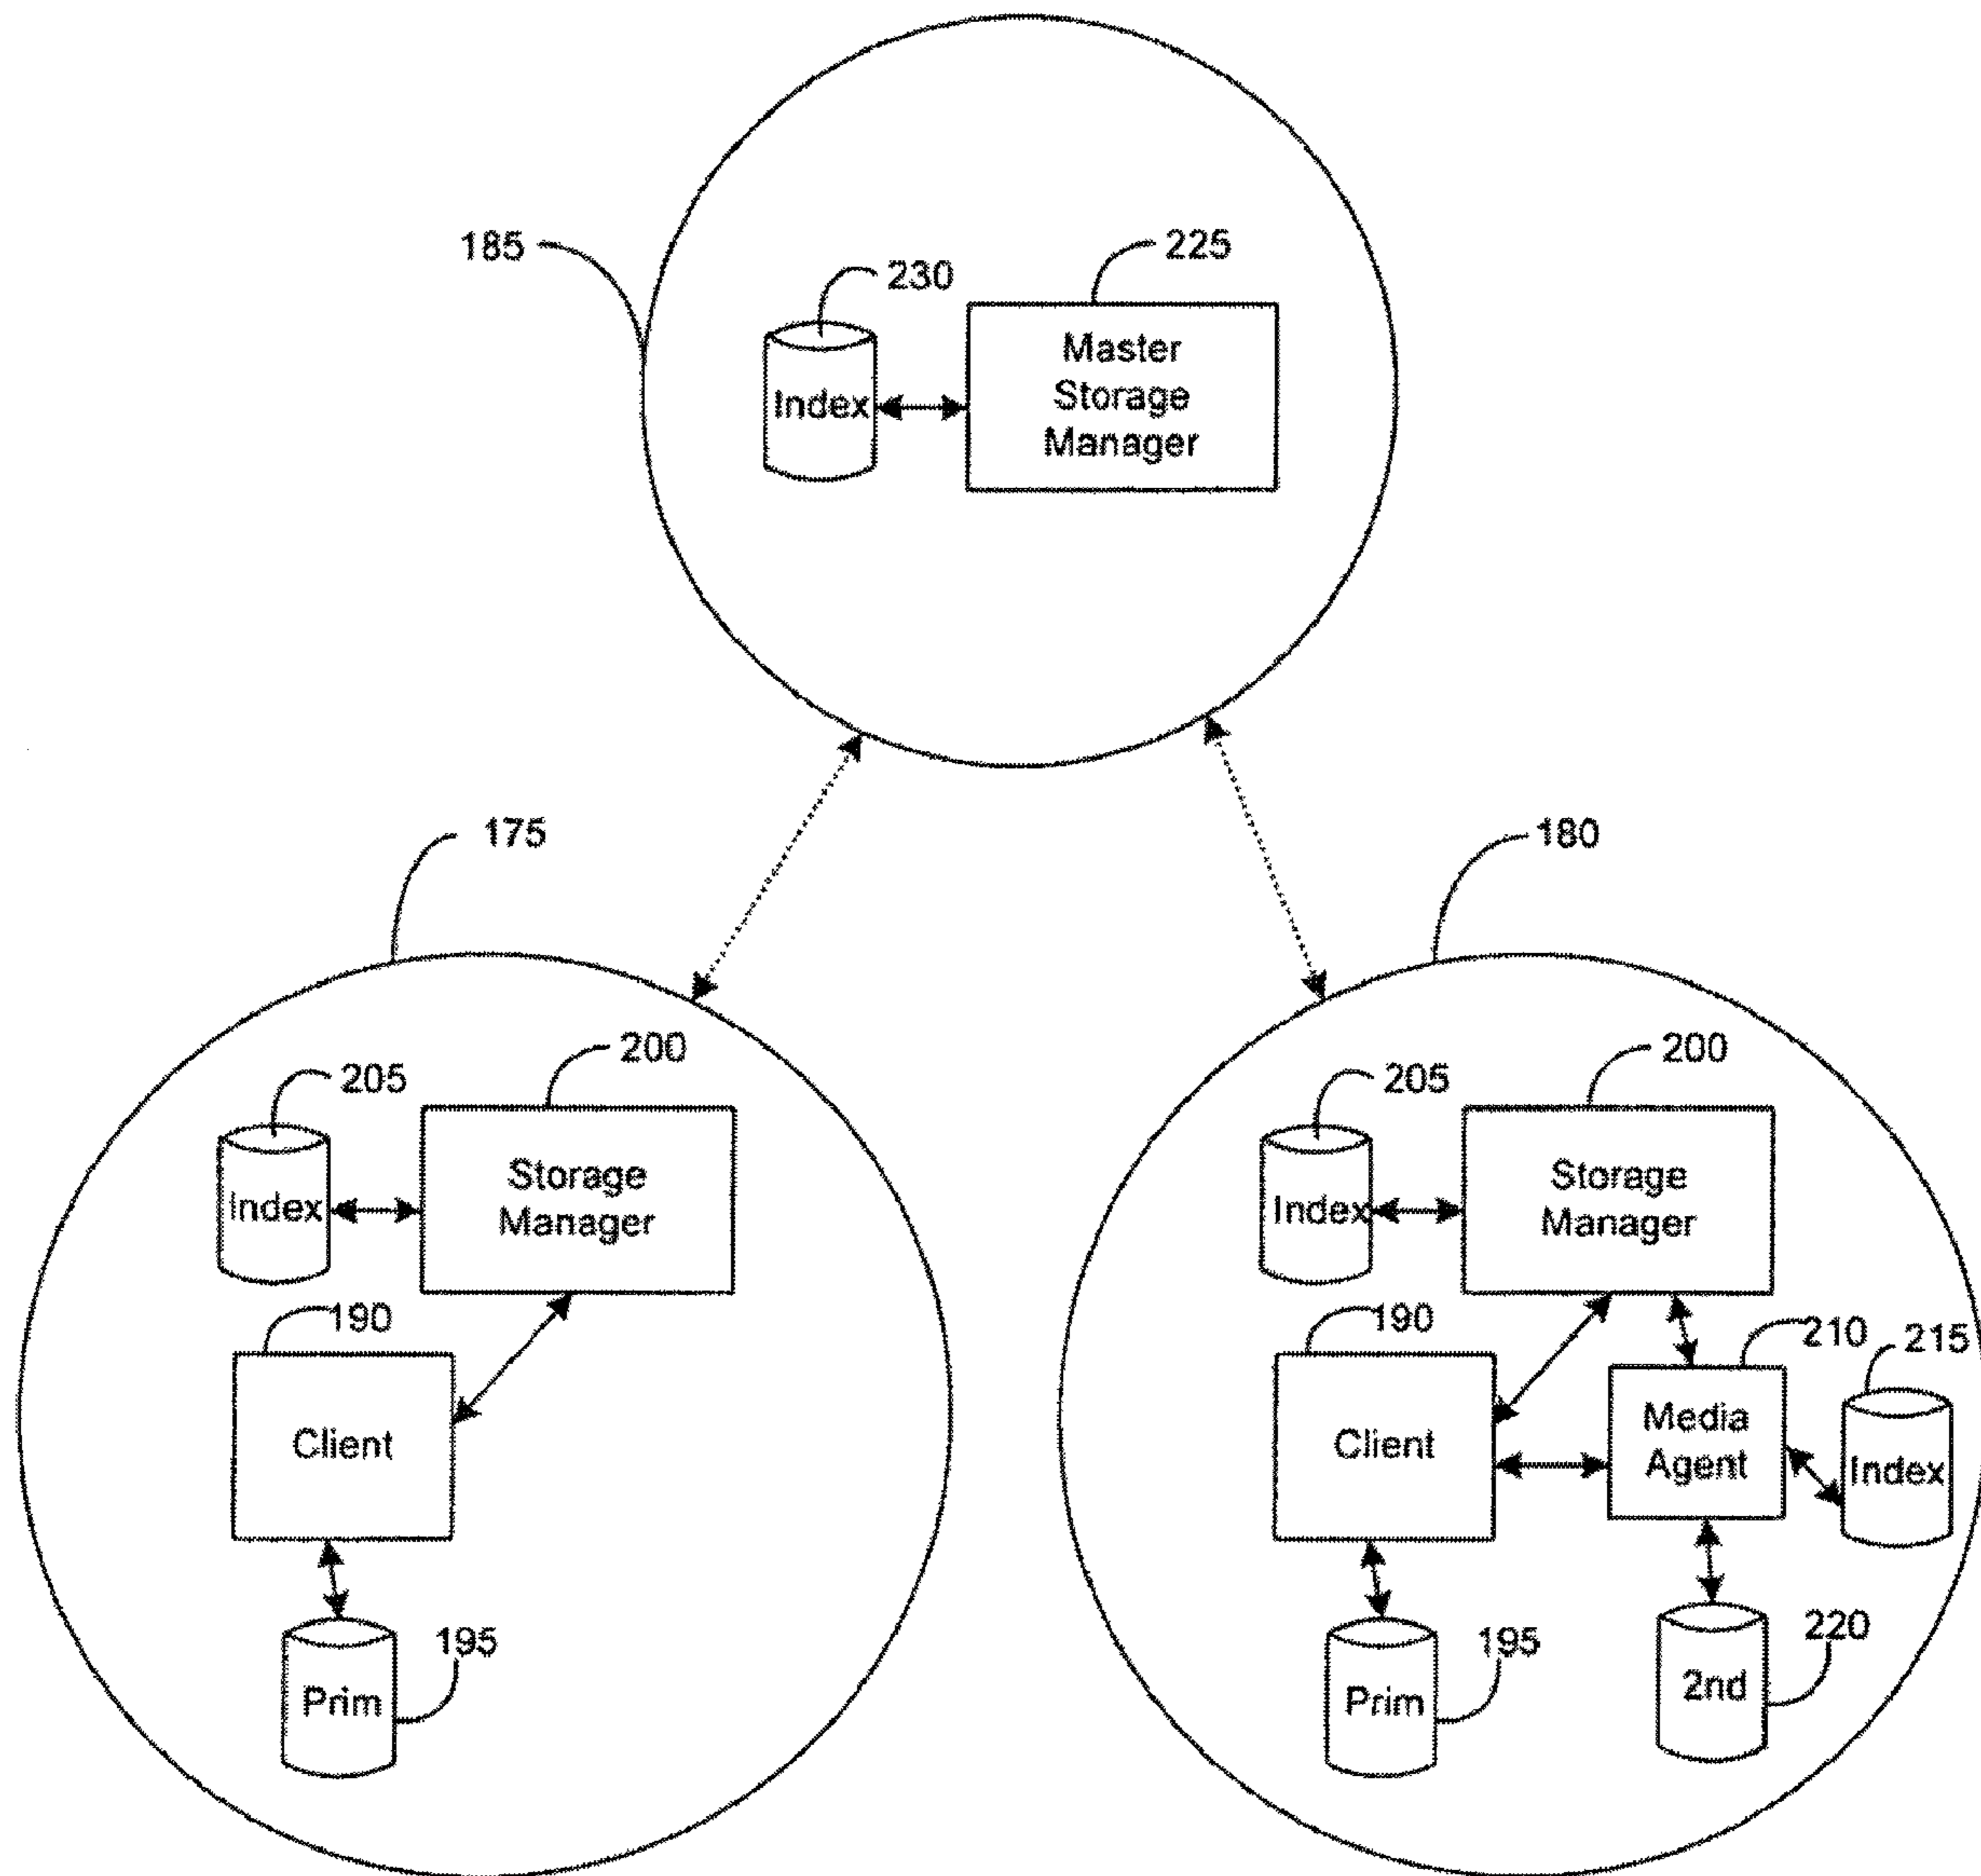 185
230
225
Index
Master
Storage
Manager
175
180
205
200
Index
Storage
Manager
190
Client
195
Prim
205
200
Index
Storage
Manager
190
210
215
Client
Media
Agent
Index
195
220
Prim
2nd